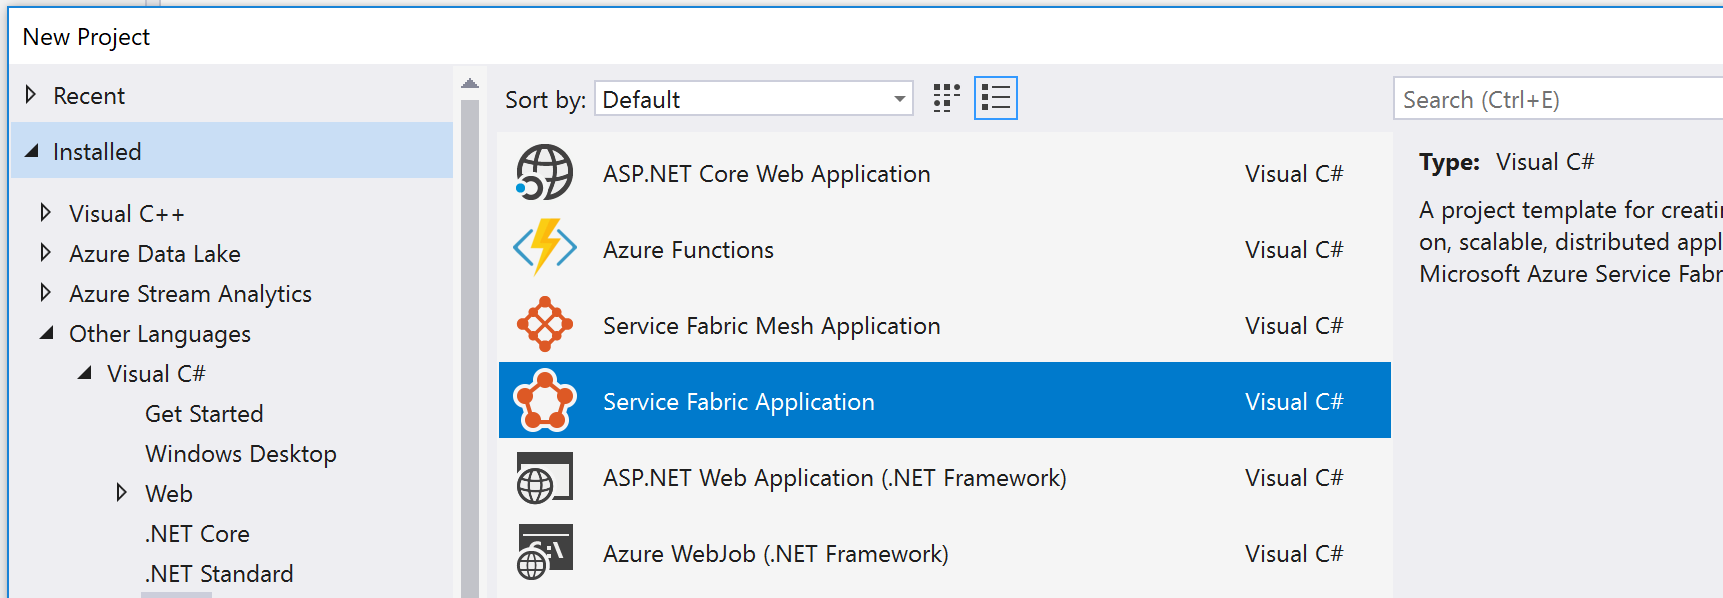 New Project
Recent
Installed
Visual C++
Azure Data Lake
Azure Stream Analytics
Other Languages
Visual C#
Get Started
Windows Desktop
Web
.NET Core
.NET Standard
Sort by: Default
ASP.NET Core Web Application Visual C#
Azure Functions Visual C#
Service Fabric Mesh Application Visual C#
Service Fabric Application Visual C#
ASP.NET Web Application (.NET Framework) Visual C#
Azure WebJob (.NET Framework) Visual C#
Search (Ctrl+E)
Type: Visual C#
A project template for
on, scalable, distributed
Microsoft Azure Service